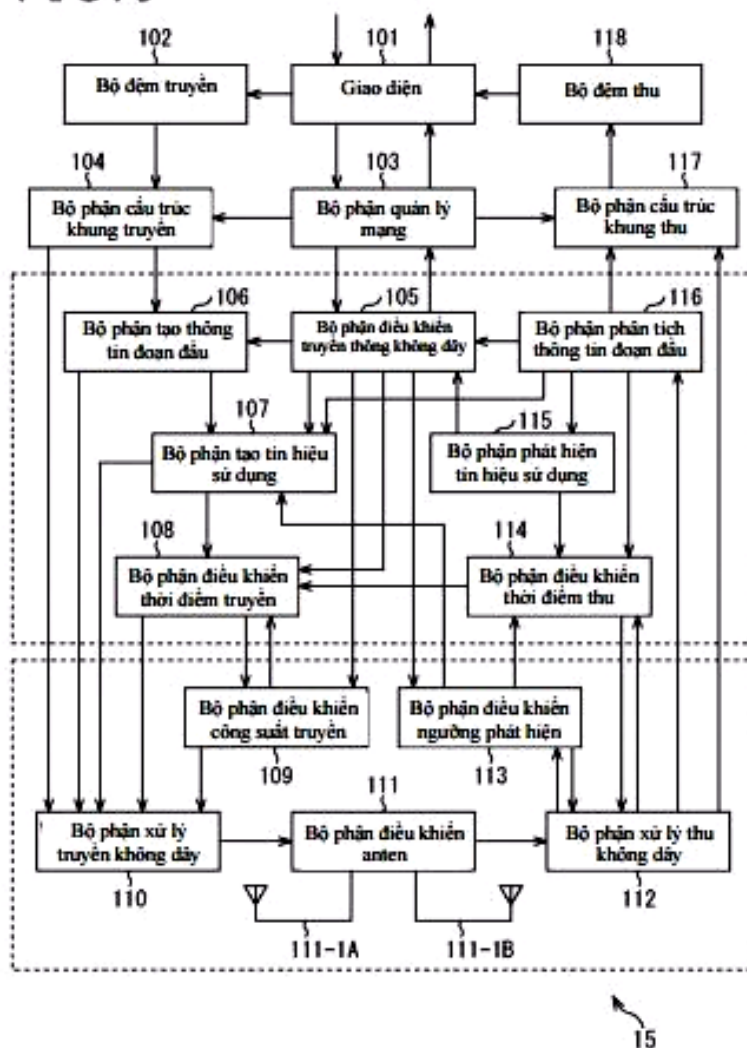 102
101
118
Bộ đệm truyền
Giao diện
Bộ đệm thu
104
103
117
Bộ phận cấu trúc
khung truyền
Bộ phận quản lý
mạng
Bộ phận cấu trúc
khung thu
106
105
116
Bộ phận tạo thông
tin đoạn đầu
Bộ phận điều khiển
truyền thông không dây
Bộ phận phân tích
thông tin đoạn đầu
107
115
Bộ phận tạo tín hiệu
sử dụng
Bộ phận phát hiện
tín hiệu sử dụng
108
114
Bộ phận điều khiển
thời điểm truyền
Bộ phận điều khiển
thời điểm thu
Bộ phận điều khiển
công suất truyền
Bộ phận điều khiển
ngưỡng phát hiện
109
113
111
Bộ phận xử lý
truyền không dây
Bộ phận điều khiển
anten
Bộ phận xử lý thu
không dây
110
112
111-1A
111-1B
15